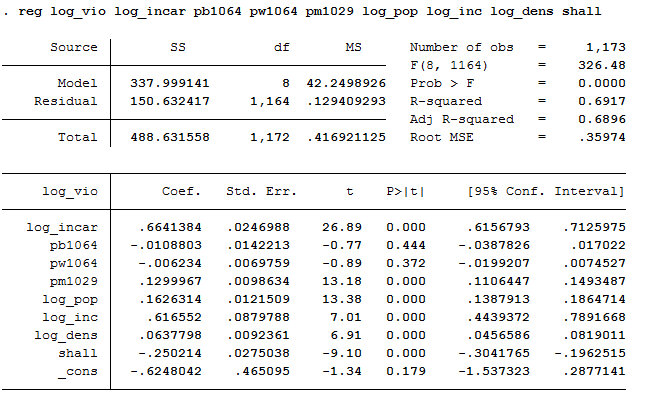 . reg log_vio log_incar pb1064 pw1064 pm1029 log_pop log_inc log_dens shall
Source SS df MS Number of obs = 1,173
F(8, 1164) = 326.48
Model 337.999141 8 42.2498926 Prob > F = 0.0000
Residual 150.632417 1,164 .129409293 R-squared = 0.6917
Adj R-squared = 0.6896
Total 488.631558 1,172 .416921125 Root MSE = .35974
log_vio Coef. Std. Err. t P>|t| [95% Conf. Interval]
log_incar .6641384 .0246988 26.89 0.000 .6156793 .7125975
pb1064 -.0108803 .0142213 -0.77 0.444 -.0387826 .017022
pw1064 -.006234 .0069759 -0.89 0.372 -.0199207 .0074527
pm1029 .1299967 .0098634 13.18 0.000 .1106447 .1493487
log_pop .1626314 .0121509 13.38 0.000 .1387913 .1864714
log_inc .616552 .0879788 7.01 0.000 .4439372 .7891668
log_dens .0637798 .0092361 6.91 0.000 .0456586 .0819011
shall -.250214 .0275038 -9.10 0.000 -.3041765 -.1962515
_cons -.6248042 .465095 -1.34 0.179 -1.537323 .2877141